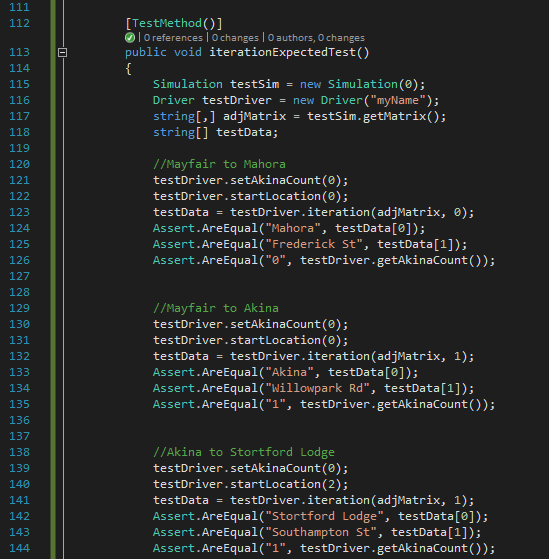 111
112 [TestMethod()]
0 references | 0 changes | 0 authors, 0 changes
113 public void iterationExpectedTest()
114 {
115 Simulation testSim = new Simulation(0);
116 Driver testDriver = new Driver("myName");
117 string[,] adjMatrix = testSim.getMatrix();
118 string[] testData;
119
120 //Mayfair to Mahora
121 testDriver.setAkinaCount(0);
122 testDriver.startLocation(0);
123 testData = testDriver.iteration(adjMatrix, 0);
124 Assert.AreEqual("Mahora", testData[0]);
125 Assert.AreEqual("Frederick St", testData[1]);
126 Assert.AreEqual("0", testDriver.getAkinaCount());
127
128
129 //Mayfair to Akina
130 testDriver.setAkinaCount(0);
131 testDriver.startLocation(0);
132 testData = testDriver.iteration(adjMatrix, 1);
133 Assert.AreEqual("Akina", testData[0]);
134 Assert.AreEqual("Willowpark Rd", testData[1]);
135 Assert.AreEqual("1", testDriver.getAkinaCount());
136
137
138 //Akina to Stortford Lodge
139 testDriver.setAkinaCount(0);
140 testDriver.startLocation(2);
141 testData = testDriver.iteration(adjMatrix, 1);
142 Assert.AreEqual("Stortford Lodge", testData[0]);
143 Assert.AreEqual("Southampton St", testData[1]);
144 Assert.AreEqual("1", testDriver.getAkinaCount());